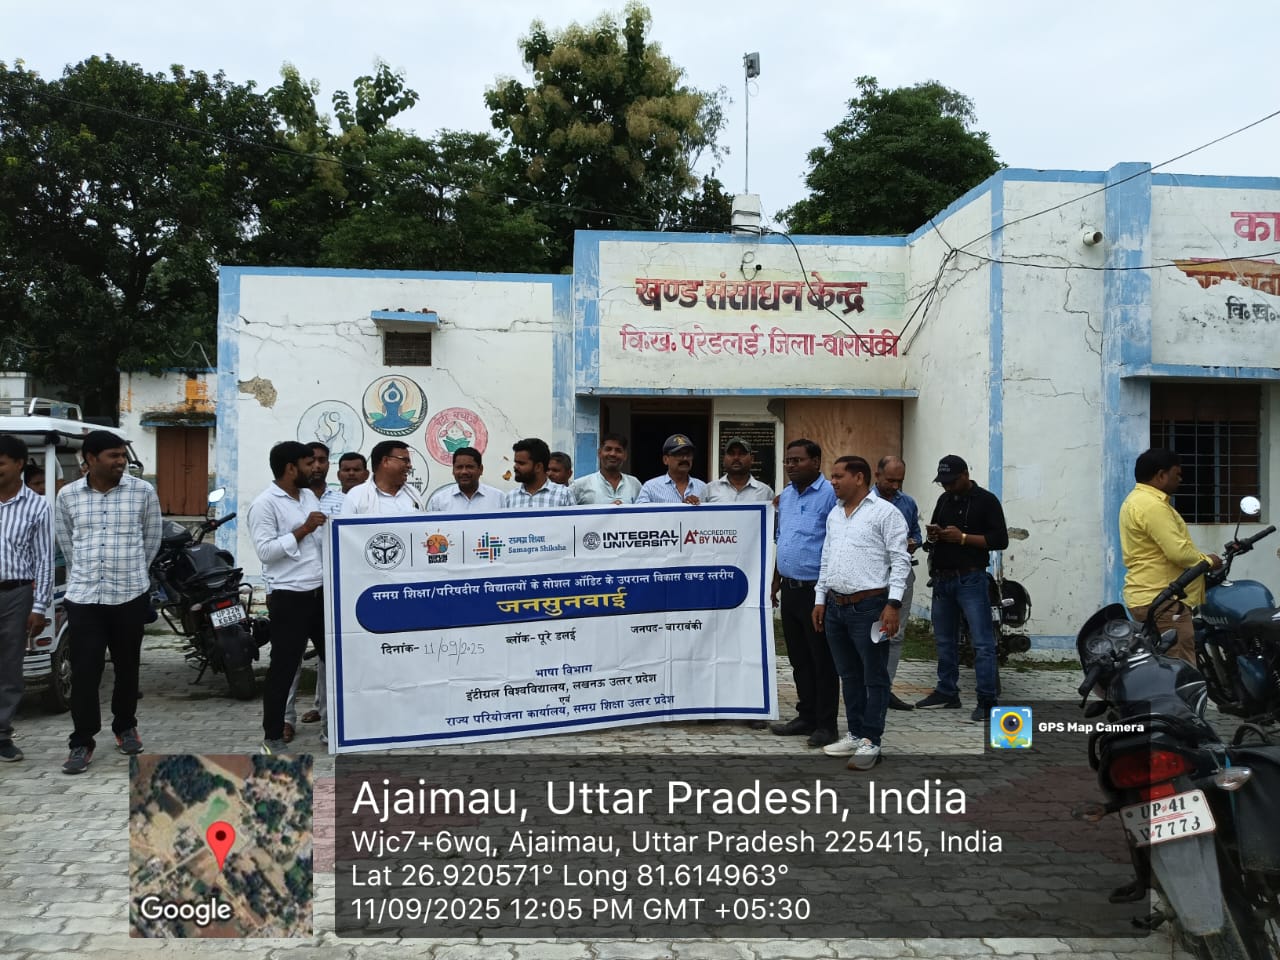 खण्ड संसाधन केन्द्र
वि.ख. पूरेडलई, जिला-बाराबंकी
का
वि.ख.
बेटी बचाओ
समग्र शिक्षा
Samagra Shiksha
INTEGRAL
UNIVERSITY
A+ ACCREDITED
BY NAAC
समग्र शिक्षा/परिषदीय विद्यालयों के सोशल ऑडिट के उपरान्त विकास खण्ड स्तरीय
जनसुनवाई
दिनांक- 11/09/2025 ब्लॉक- पूरे डलई जनपद- बाराबंकी
भाषा विभाग
इंटीग्रल विश्वविद्यालय, लखनऊ उत्तर प्रदेश
एवं
राज्य परियोजना कार्यालय, समग्र शिक्षा उत्तर प्रदेश
UP 41
7773
GPS Map Camera
Ajaimau, Uttar Pradesh, India
Wjc7+6wq, Ajaimau, Uttar Pradesh 225415, India
Lat 26.920571° Long 81.614963°
11/09/2025 12:05 PM GMT +05:30
Google